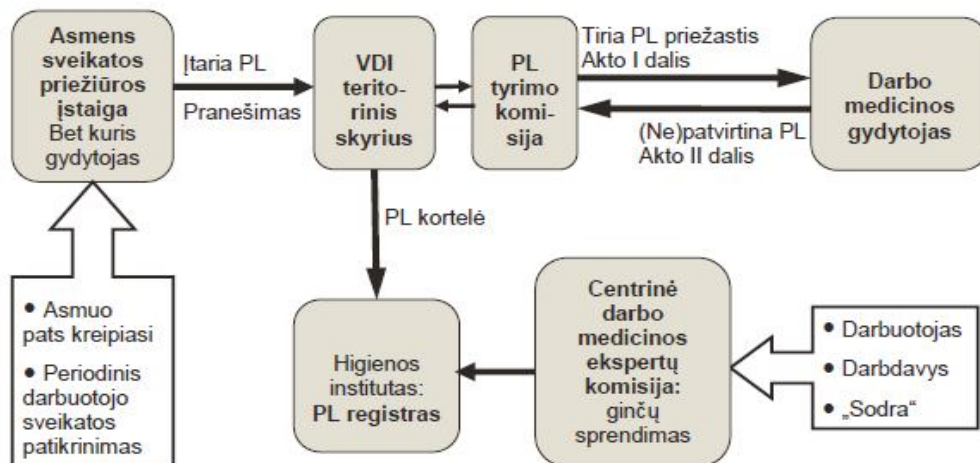 Asmens
sveikatos
priežiūros
įstaiga
Bet kuris
gydytojas
Įtaria PL
Pranešimas
VDI
terito-
rinis
skyrius
PL
tyrimo
komi-
sija
Tiria PL priežastis
Akto I dalis
(Ne)patvirtina PL
Akto II dalis
Darbo
medicinos
gydytojas
PL kortelė
● Asmuo
pats kreipiasi
● Periodinis
darbuotojo
sveikatos
patikrinimas
Higienos
institutas:
PL registras
Centrinė
darbo
medicinos
ekspertų
komisija:
ginčų
sprendimas
● Darbuotojas
● Darbdavys
● „Sodra“